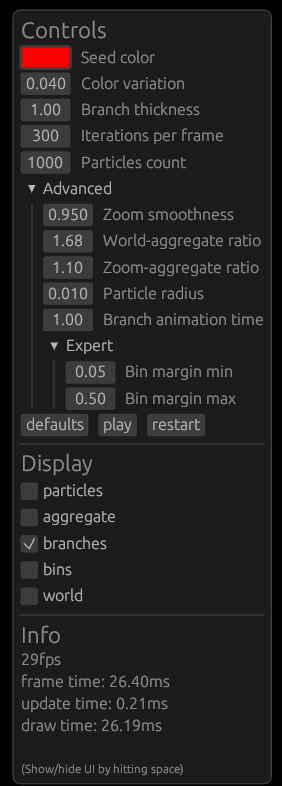 Controls
Seed color
0.040 Color variation
1.00 Branch thickness
300 Iterations per frame
1000 Particles count
Advanced
0.950 Zoom smoothness
1.68 World-aggregate ratio
1.10 Zoom-aggregate ratio
0.010 Particle radius
1.00 Branch animation time
Expert
0.05 Bin margin min
0.50 Bin margin max
defaults play restart
Display
particles
aggregate
branches
bins
world
Info
29fps
frame time: 26.40ms
update time: 0.21ms
draw time: 26.19ms
(Show/hide UI by hitting space)